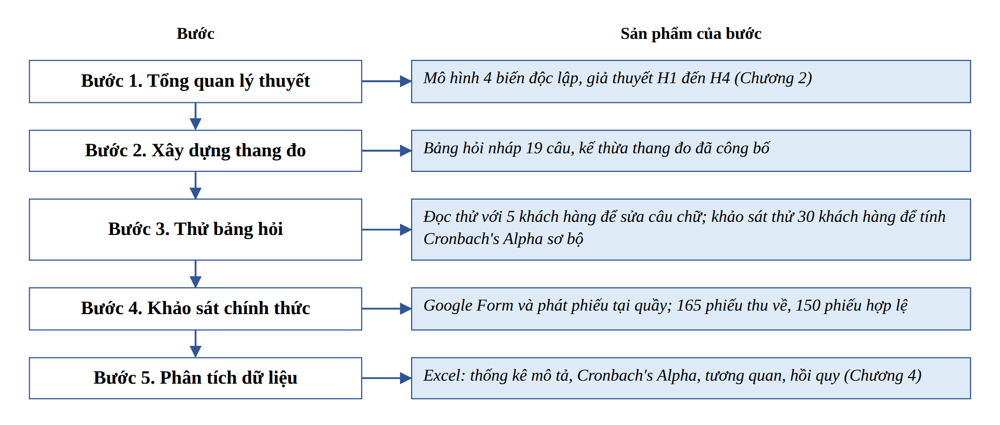 Bước
Sản phẩm của bước
Bước 1. Tổng quan lý thuyết
Mô hình 4 biến độc lập, giả thuyết H1 đến H4 (Chương 2)
Bước 2. Xây dựng thang đo
Bảng hỏi nháp 19 câu, kế thừa thang đo đã công bố
Bước 3. Thử bảng hỏi
Đọc thử với 5 khách hàng để sửa câu chữ; khảo sát thử 30 khách hàng để tính
Cronbach's Alpha sơ bộ
Bước 4. Khảo sát chính thức
Google Form và phát phiếu tại quầy; 165 phiếu thu về, 150 phiếu hợp lệ
Bước 5. Phân tích dữ liệu
Excel: thống kê mô tả, Cronbach's Alpha, tương quan, hồi quy (Chương 4)